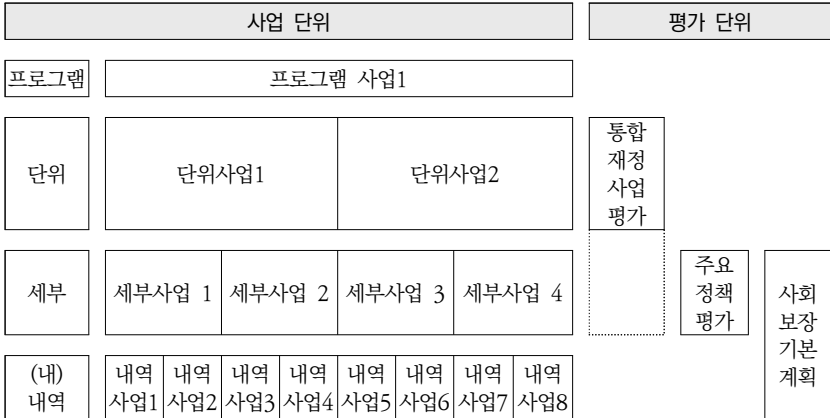 사업 단위
평가 단위
프로그램
프로그램 사업1
단위
단위사업1
단위사업2
통합
재정
사업
평가
세부
세부사업 1
세부사업 2
세부사업 3
세부사업 4
주요
정책
평가
사회
보장
기본
계획
(내)
내역
내역
사업1
내역
사업2
내역
사업3
내역
사업4
내역
사업5
내역
사업6
내역
사업7
내역
사업8